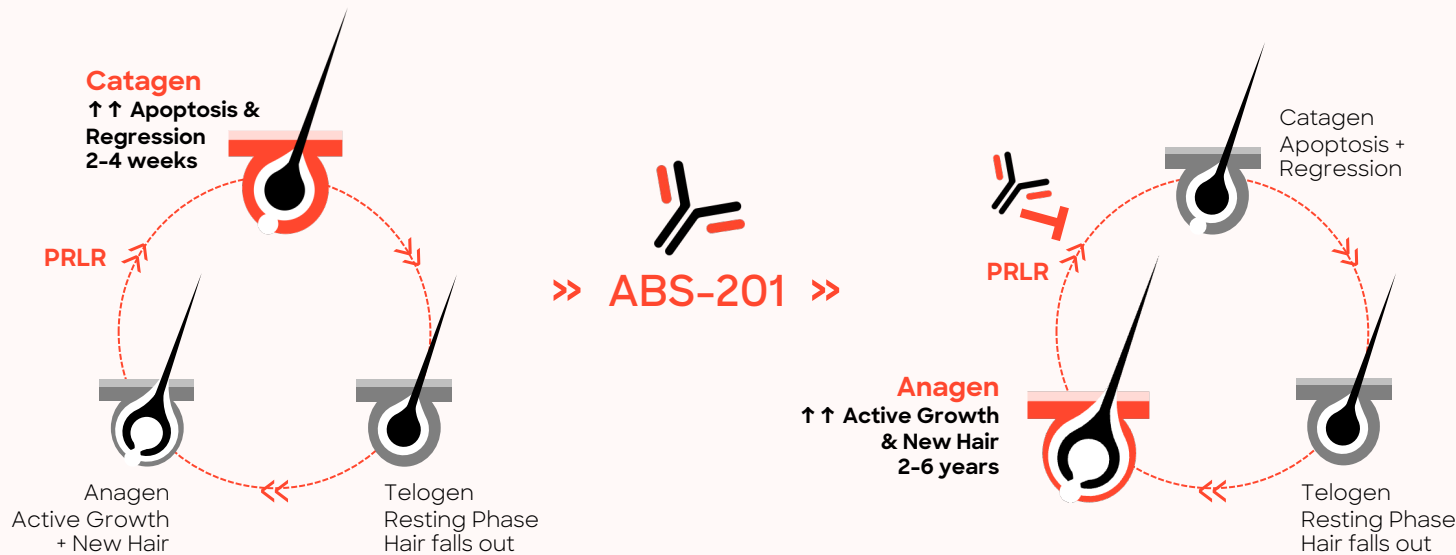 Catagen
↑↑ Apoptosis &
Regression
2-4 weeks
PRLR
Anagen
Active Growth
+ New Hair
Telogen
Resting Phase
Hair falls out
» ABS-201 »
Catagen
Apoptosis +
Regression
PRLR
Anagen
↑↑ Active Growth
& New Hair
2-6 years
Telogen
Resting Phase
Hair falls out